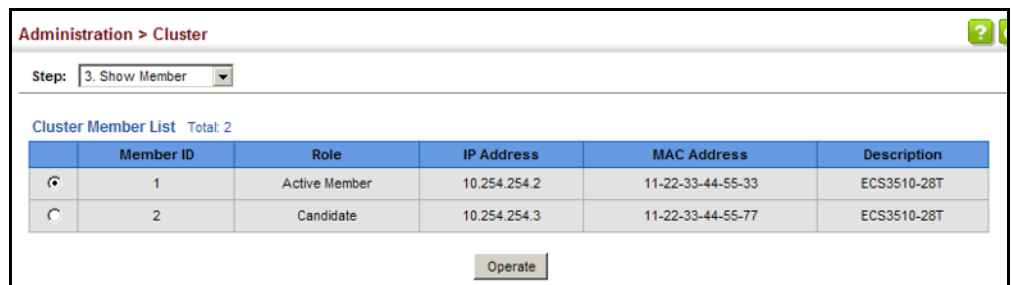 Administration > Cluster
?
Step: 3. Show Member
Cluster Member List Total: 2
Member ID Role IP Address MAC Address Description
1 Active Member 10.254.254.2 11-22-33-44-55-33 ECS3510-28T
2 Candidate 10.254.254.3 11-22-33-44-55-77 ECS3510-28T
Operate